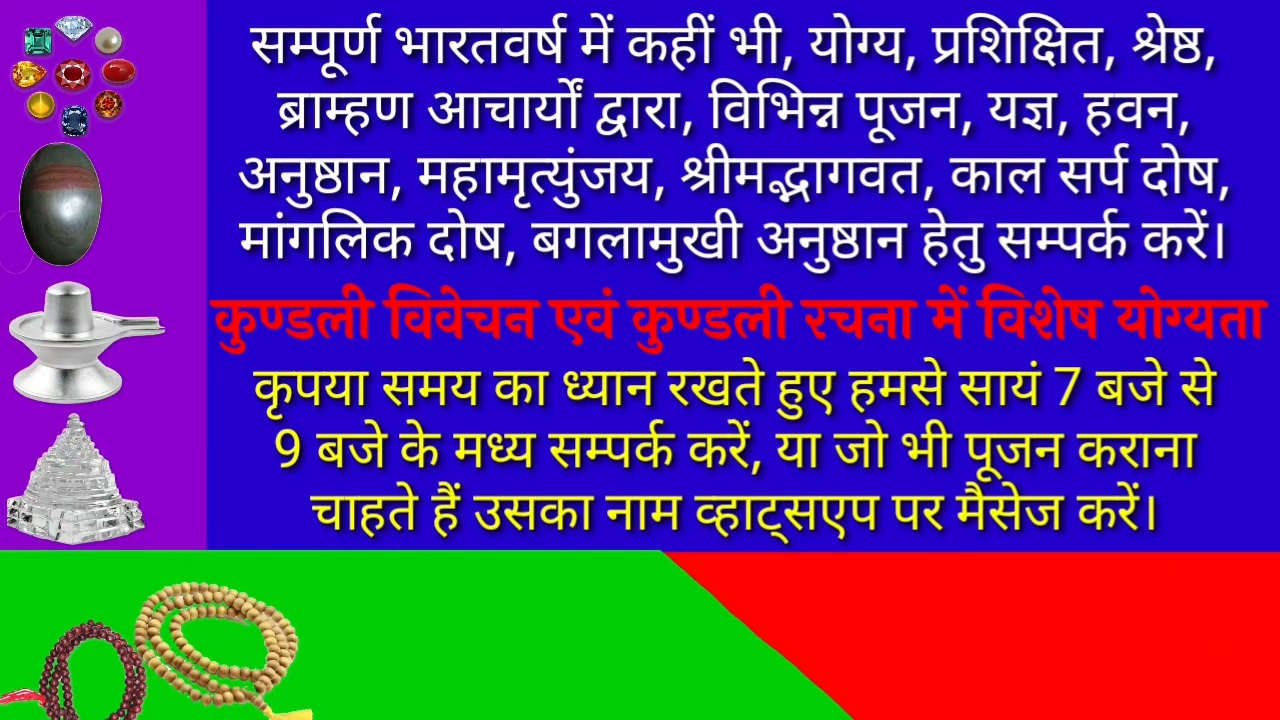 सम्पूर्ण भारतवर्ष में कहीं भी, योग्य, प्रशिक्षित, श्रेष्ठ,
ब्राम्हण आचार्यों द्वारा, विभिन्न पूजन, यज्ञ, हवन,
अनुष्ठान, महामृत्युंजय, श्रीमद्भागवत, काल सर्प दोष,
मांगलिक दोष, बगलामुखी अनुष्ठान हेतु सम्पर्क करें।
कुण्डली विवेचन एवं कुण्डली रचना में विशेष योग्यता
कृपया समय का ध्यान रखते हुए हमसे सायं 7 बजे से
9 बजे के मध्य सम्पर्क करें, या जो भी पूजन कराना
चाहते हैं उसका नाम व्हाट्सएप पर मैसेज करें।